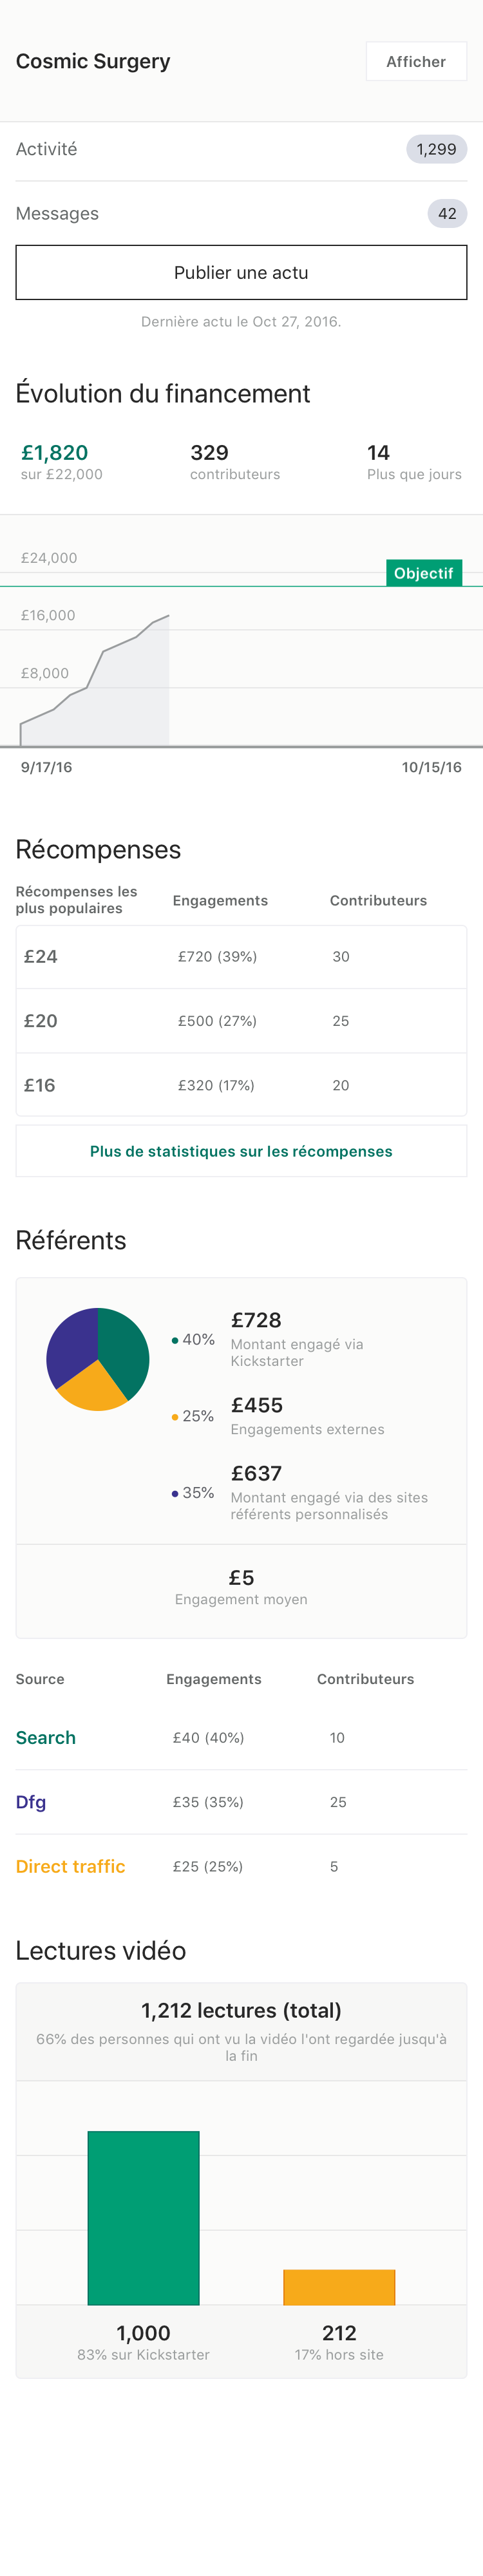 Cosmic Surgery
Afficher
Activité
1,299
Messages
42
Publier une actu
Dernière actu le Oct 27, 2016.
Évolution du financement
£1,820
329
14
sur £22,000
contributeurs
Plus que jours
£24,000
Objectif
£16,000
£8,000
9/17/16
10/15/16
Récompenses
Récompenses les
plus populaires
Engagements
Contributeurs
£24
£720 (39%)
30
£20
£500 (27%)
25
£16
£320 (17%)
20
Plus de statistiques sur les récompenses
Référents
40%
£728
Montant engagé via
Kickstarter
25%
£455
Engagements externes
35%
£637
Montant engagé via des sites
référents personnalisés
£5
Engagement moyen
Source
Engagements
Contributeurs
Search
£40 (40%)
10
Dfg
£35 (35%)
25
Direct traffic
£25 (25%)
5
Lectures vidéo
1,212 lectures (total)
66% des personnes qui ont vu la vidéo l'ont regardée jusqu'à
la fin
1,000
212
83% sur Kickstarter
17% hors site